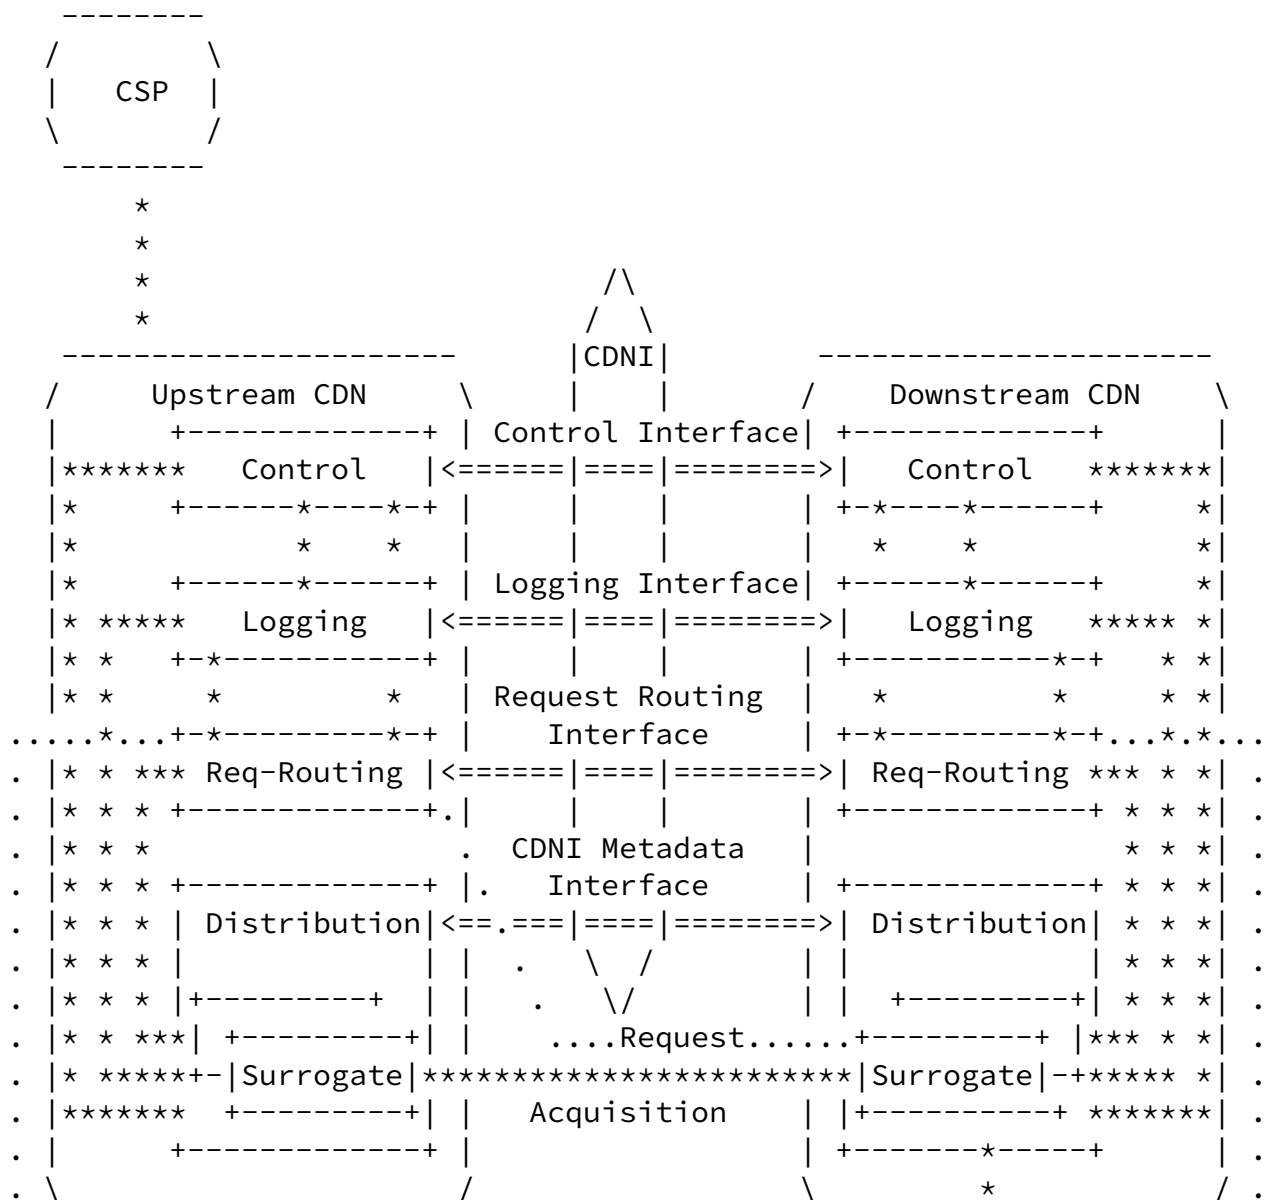 CSP
CDNI
Upstream CDN Downstream CDN
Control Interface
Control Control
Logging Interface
Logging Logging
Request Routing
Interface
Req-Routing Req-Routing
CDNI Metadata
Interface
Distribution Distribution
Request
Surrogate Surrogate
Acquisition